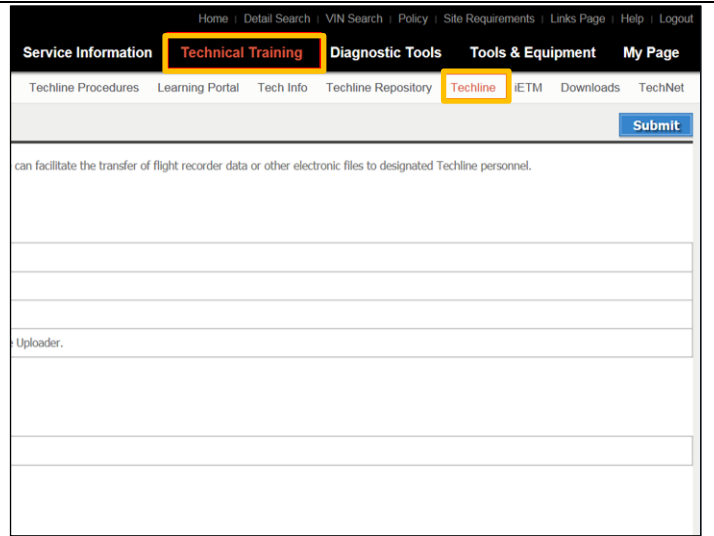 Home | Detail Search | VIN Search | Policy | Site Requirements | Links Page | Help | Logout
Service Information Technical Training Diagnostic Tools Tools & Equipment My Page
Techline Procedures Learning Portal Tech Info Techline Repository Techline iETM Downloads TechNet
Submit
can facilitate the transfer of flight recorder data or other electronic files to designated Techline personnel.
Uploader.